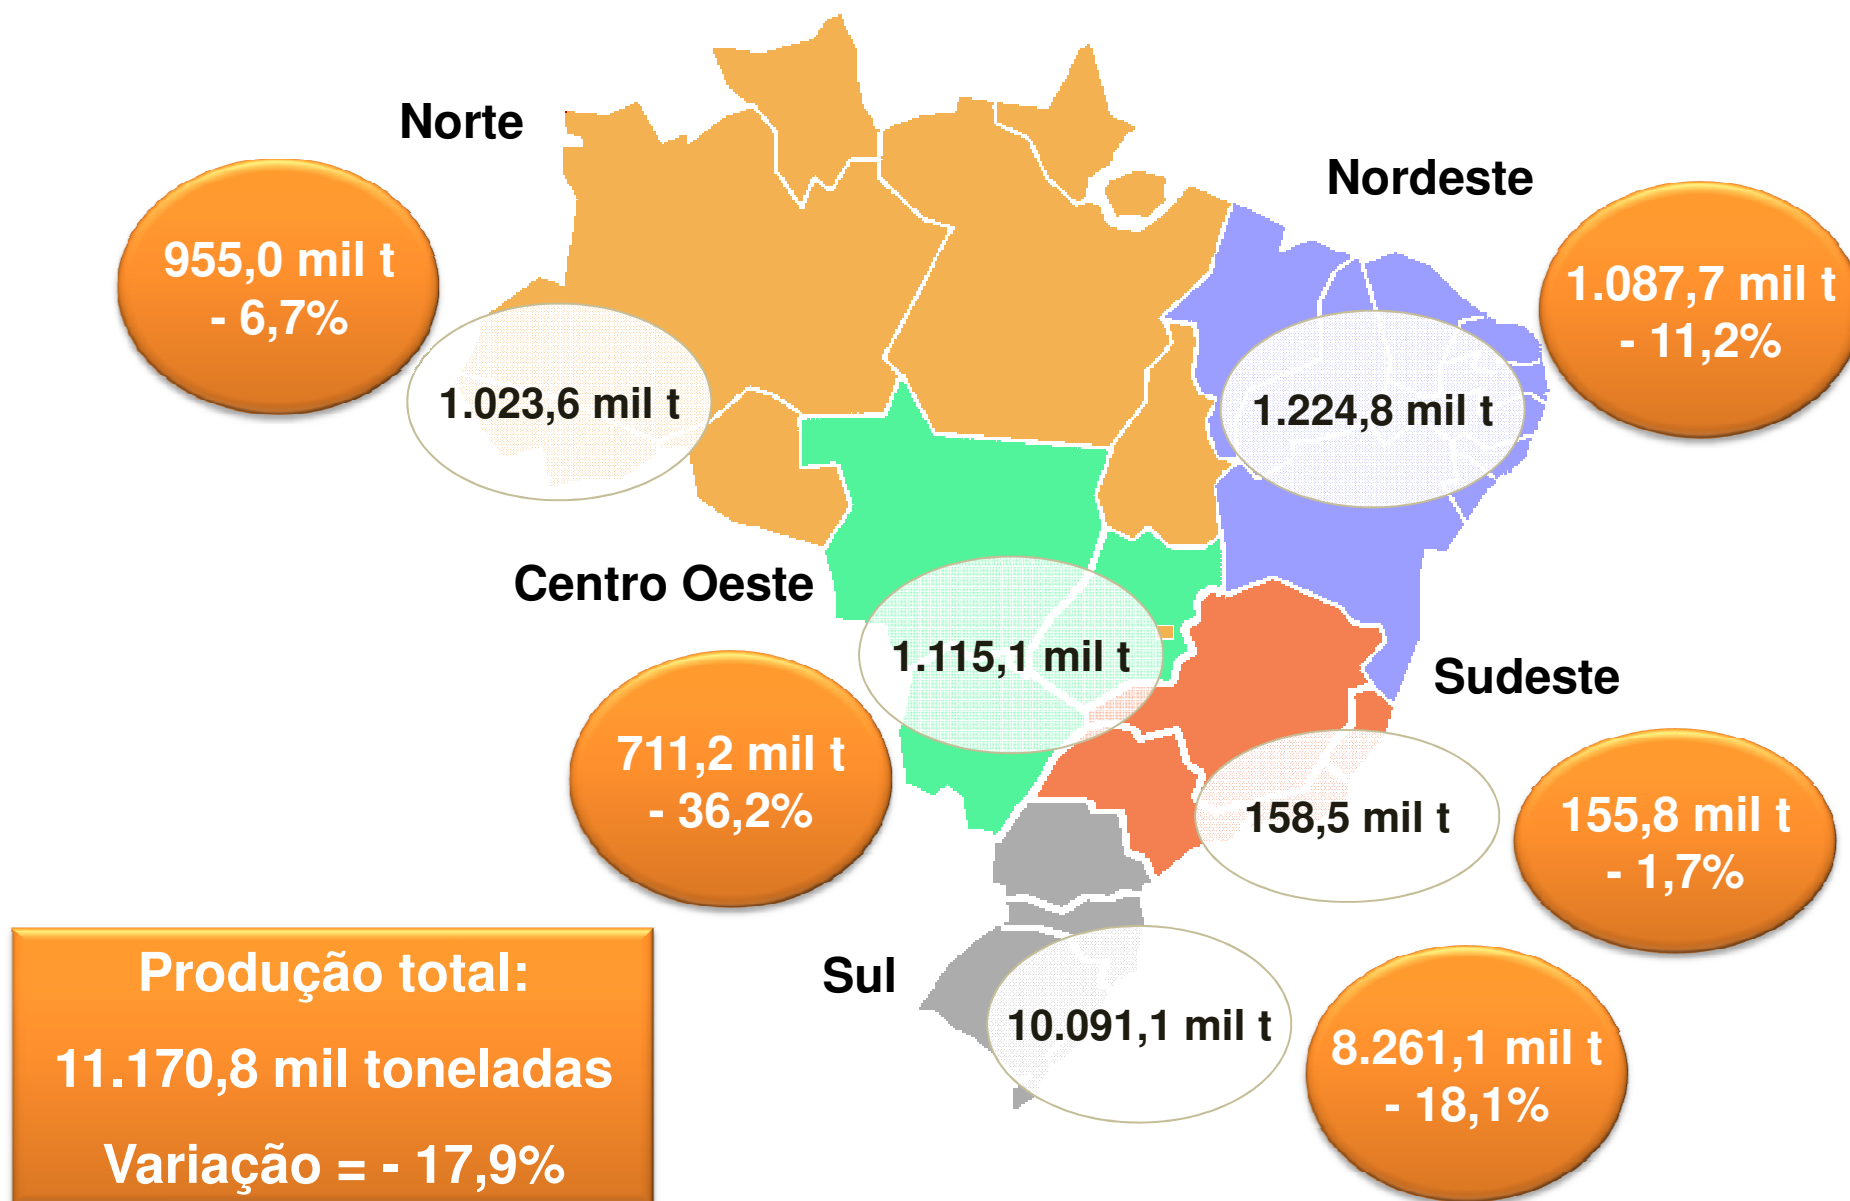 Norte
955,0 mil t
- 6,7%
1.023,6 mil t
Nordeste
1.087,7 mil t
- 11,2%
1.224,8 mil t
Centro Oeste
1.115,1 mil t
711,2 mil t
- 36,2%
Sudeste
158,5 mil t
155,8 mil t
- 1,7%
Sul
10.091,1 mil t
8.261,1 mil t
- 18,1%
Produção total:
11.170,8 mil toneladas
Variação = - 17,9%